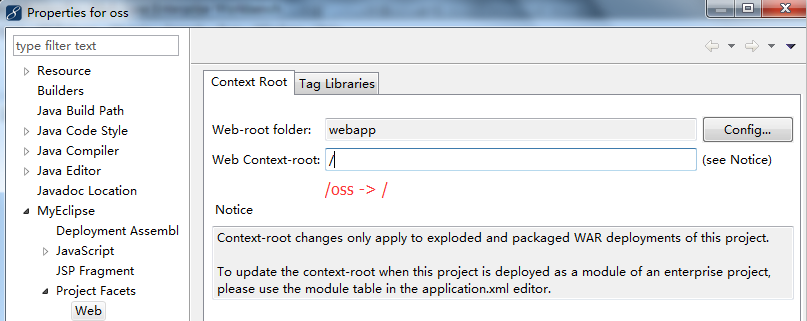 Properties for oss
type filter text
Resource
Builders
Java Build Path
Java Code Style
Java Compiler
Java Editor
Javadoc Location
MyEclipse
Deployment Assembl
JavaScript
JSP Fragment
Project Facets
Web
Context Root
Tag Libraries
Web-root folder:
webapp
Config...
Web Context-root:
/
(see Notice)
/oss -> /
Notice
Context-root changes only apply to exploded and packaged WAR deployments of this project.
To update the context-root when this project is deployed as a module of an enterprise project,
please use the module table in the application.xml editor.